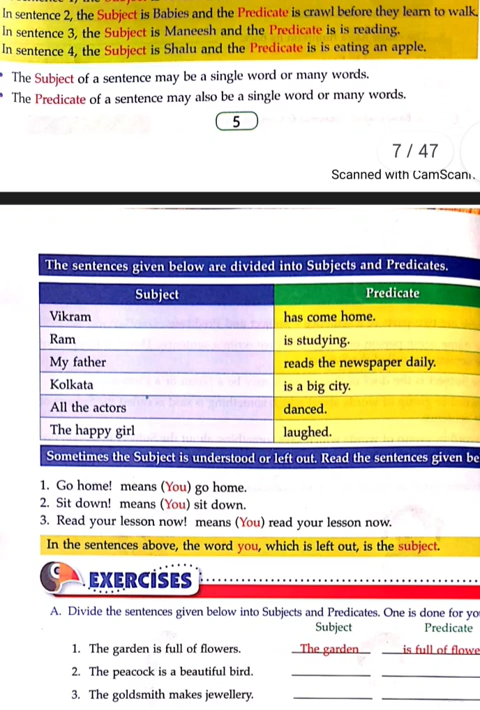 In sentence 2, the Subject is Babies and the Predicate is crawl before they learn to walk.
In sentence 3, the Subject is Maneesh and the Predicate is is reading.
In sentence 4, the Subject is Shalu and the Predicate is is eating an apple.
The Subject of a sentence may be a single word or many words.
The Predicate of a sentence may also be a single word or many words.
5
7 / 47
Scanned with CamScan
The sentences given below are divided into Subjects and Predicates.
Subject Predicate
Vikram has come home.
Ram is studying.
My father reads the newspaper daily.
Kolkata is a big city.
All the actors danced.
The happy girl laughed.
Sometimes the Subject is understood or left out. Read the sentences given be
1. Go home! means (You) go home.
2. Sit down! means (You) sit down.
3. Read your lesson now! means (You) read your lesson now.
In the sentences above, the word you, which is left out, is the subject.
EXERCISES
A. Divide the sentences given below into Subjects and Predicates. One is done for yo
Subject Predicate
1. The garden is full of flowers. The garden is full of flowe
2. The peacock is a beautiful bird.
3. The goldsmith makes jewellery.